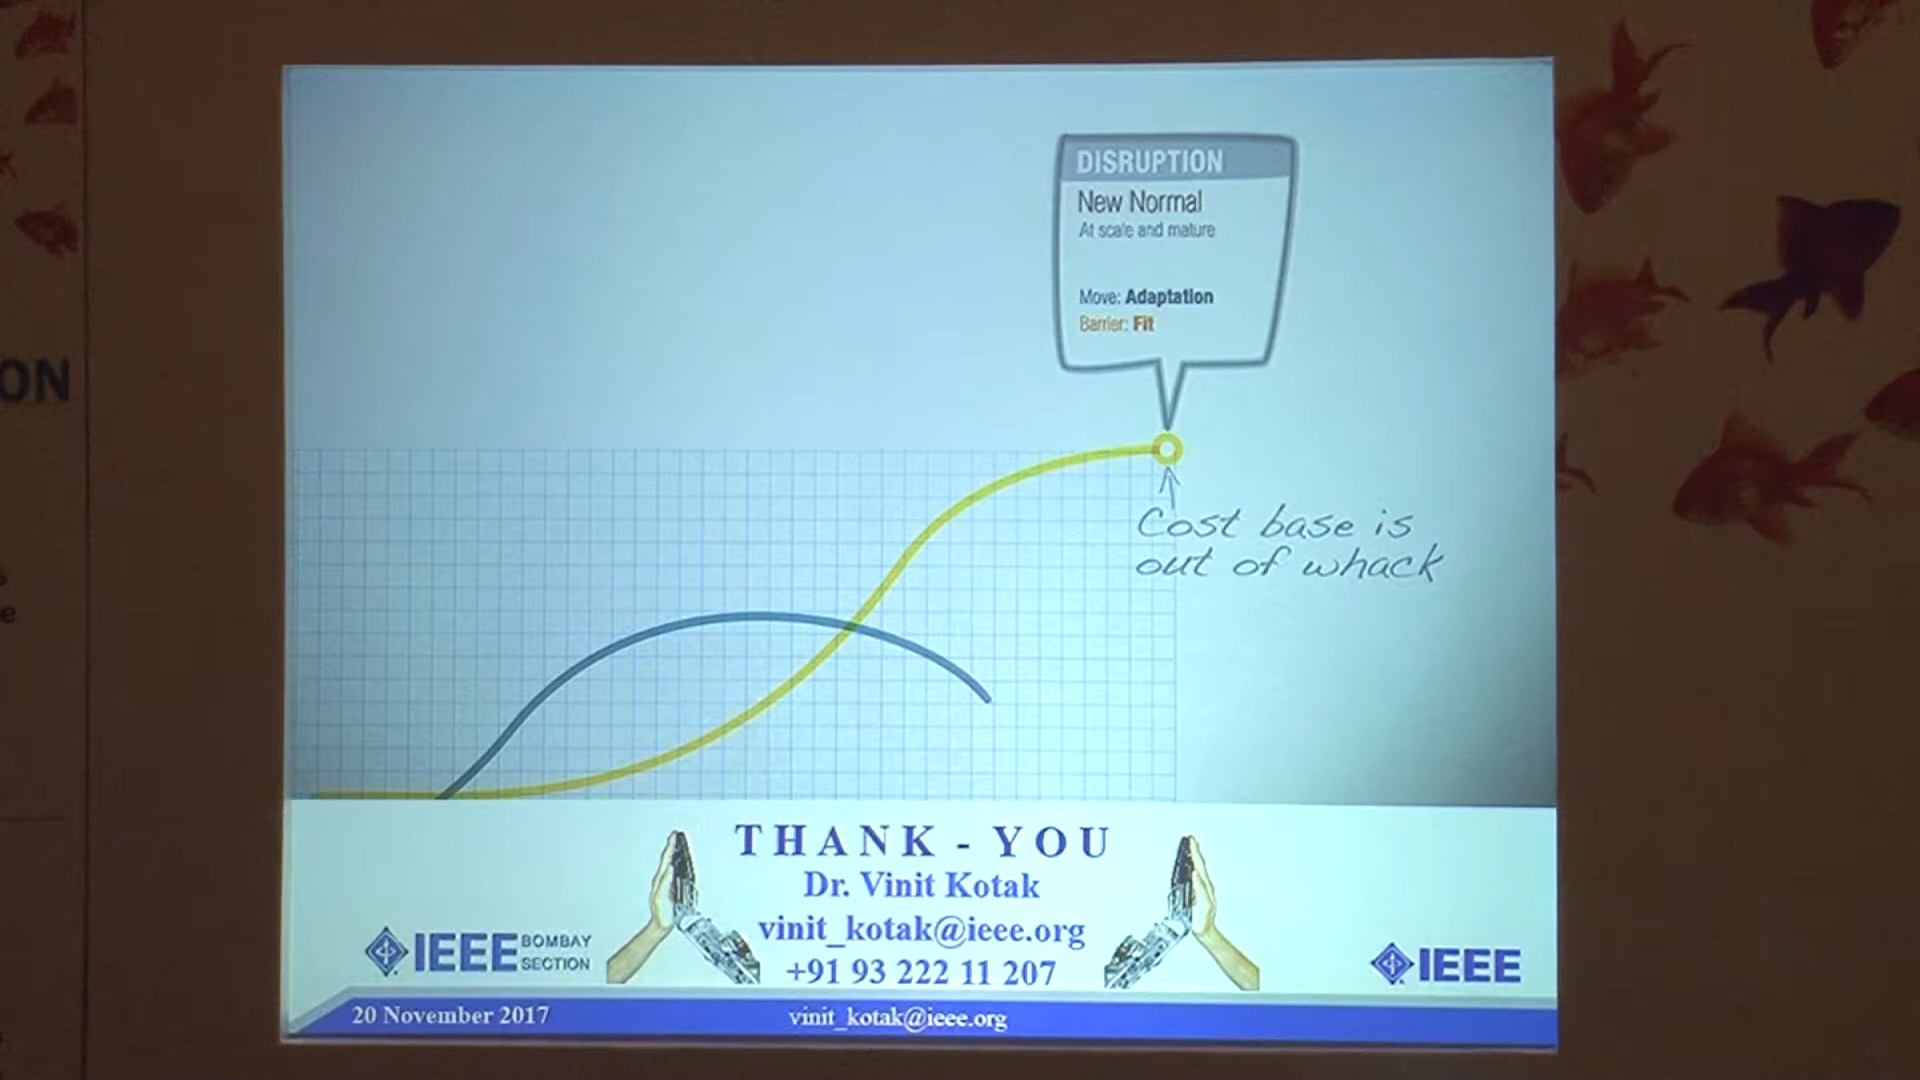 DISRUPTION
New Normal
At scale and mature
Move: Adaptation
Barrier: Fit
Cost base is
out of whack
ON
e
THANK - YOU
Dr. Vinit Kotak
vinit_kotak@ieee.org
+91 93 222 11 207
IEEE BOMBAY
SECTION
IEEE
20 November 2017
vinit_kotak@ieee.org